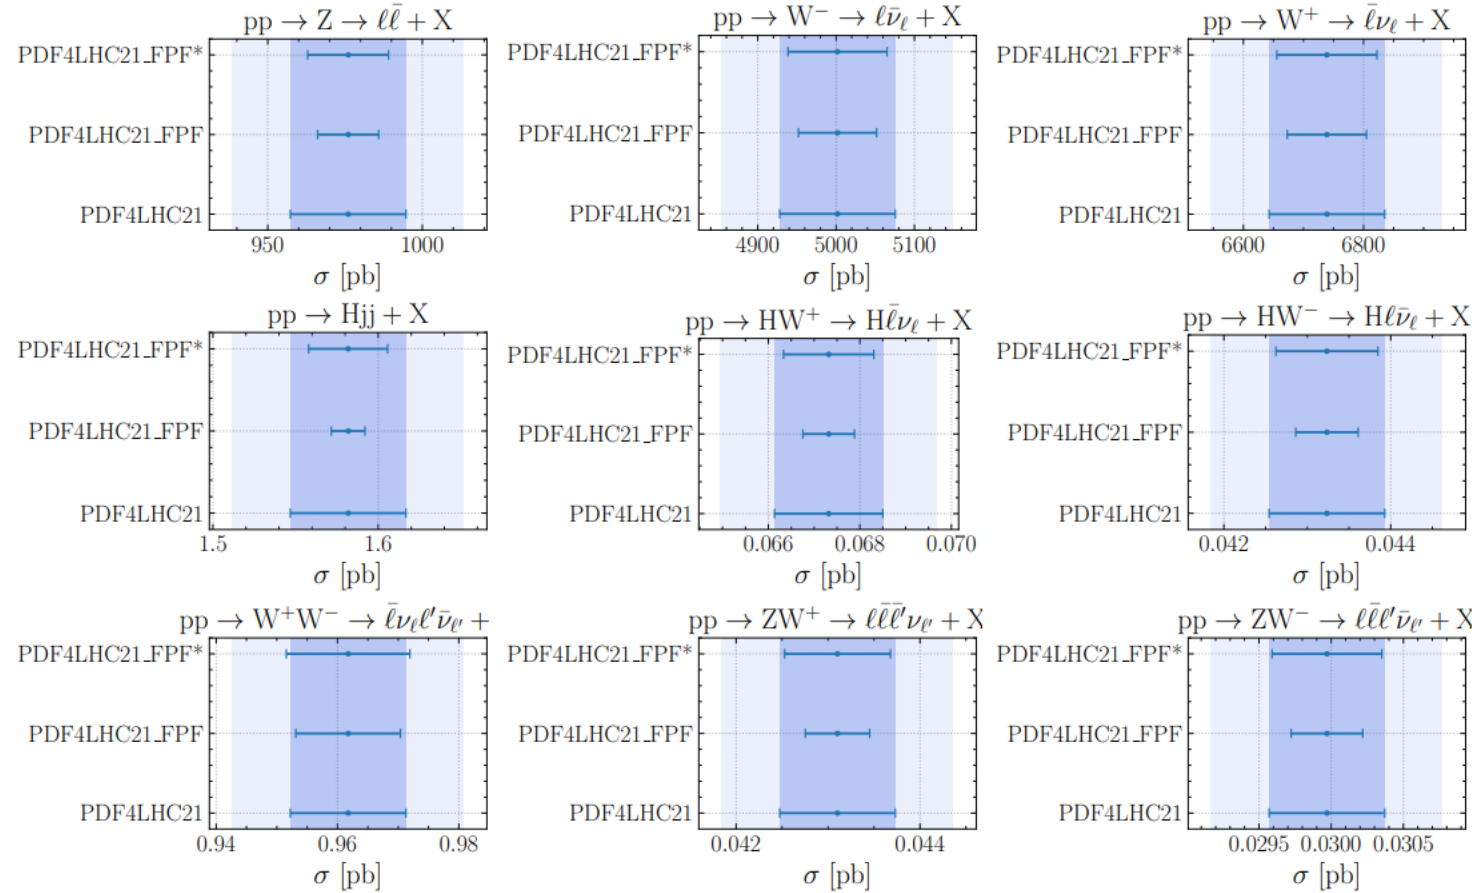 pp → Z → ℓℓ̄ + X
PDF4LHC21_FPF*
PDF4LHC21_FPF
PDF4LHC21
950 1000
σ [pb]
pp → W⁻ → ℓν̄ℓ + X
PDF4LHC21_FPF*
PDF4LHC21_FPF
PDF4LHC21
4900 5000 5100
σ [pb]
pp → W⁺ → ℓ̄νℓ + X
PDF4LHC21_FPF*
PDF4LHC21_FPF
PDF4LHC21
6600 6800
σ [pb]
pp → Hjj + X
PDF4LHC21_FPF*
PDF4LHC21_FPF
PDF4LHC21
1.5 1.6
σ [pb]
pp → HW⁺ → Hℓ̄νℓ + X
PDF4LHC21_FPF*
PDF4LHC21_FPF
PDF4LHC21
0.066 0.068 0.070
σ [pb]
pp → HW⁻ → Hℓν̄ℓ + X
PDF4LHC21_FPF*
PDF4LHC21_FPF
PDF4LHC21
0.042 0.044
σ [pb]
pp → W⁺W⁻ → ℓ̄νℓℓ′ν̄ℓ′ +
PDF4LHC21_FPF*
PDF4LHC21_FPF
PDF4LHC21
0.94 0.96 0.98
σ [pb]
pp → ZW⁺ → ℓℓ̄ℓ̄′νℓ′ + X
PDF4LHC21_FPF*
PDF4LHC21_FPF
PDF4LHC21
0.042 0.044
σ [pb]
pp → ZW⁻ → ℓℓ̄ℓ′ν̄ℓ′ + X
PDF4LHC21_FPF*
PDF4LHC21_FPF
PDF4LHC21
0.0295 0.0300 0.0305
σ [pb]